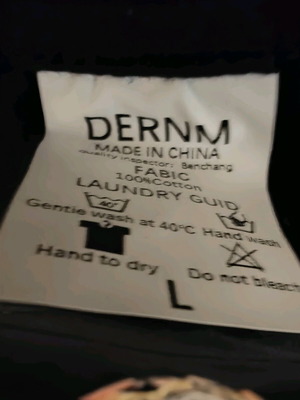 DERNM
MADE IN CHINA
Quality inspector: Benchang
FABIC
100%Cotton
LAUNDRY GUID
40°
Gentle wash at 40°C Hand wash
Hand to dry Do not bleach
L